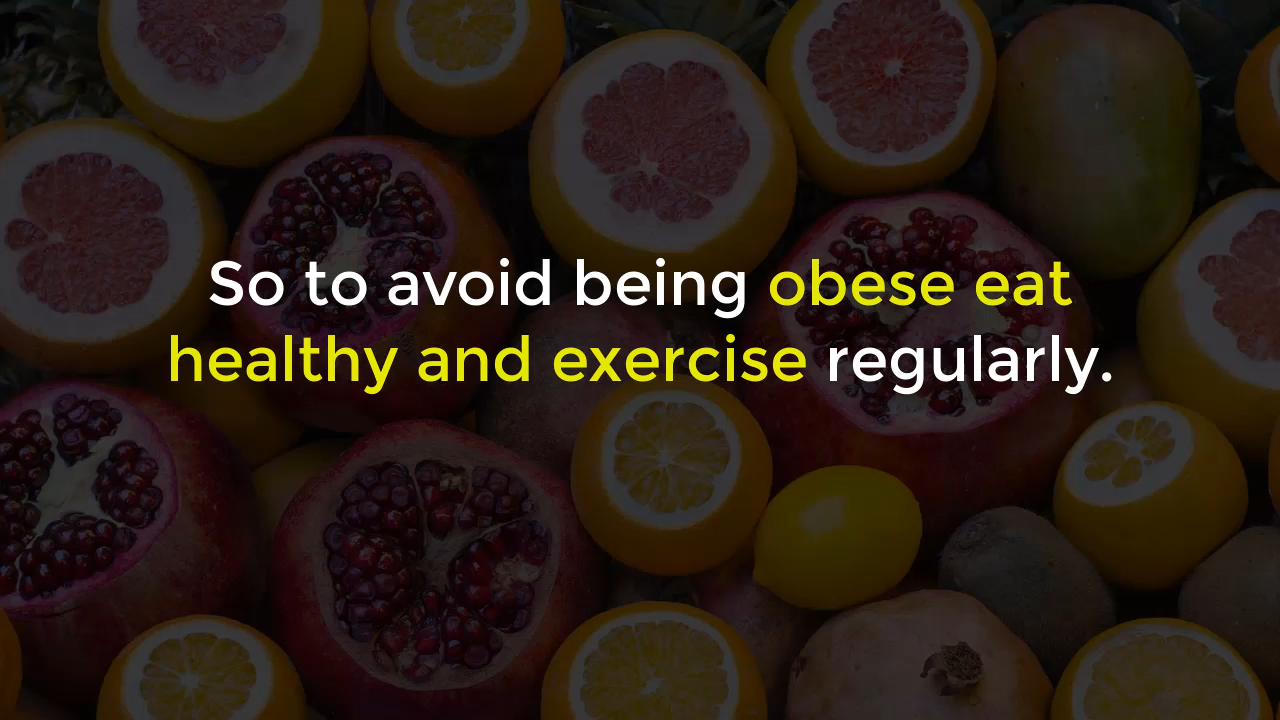 So to avoid being obese eat
healthy and exercise regularly.